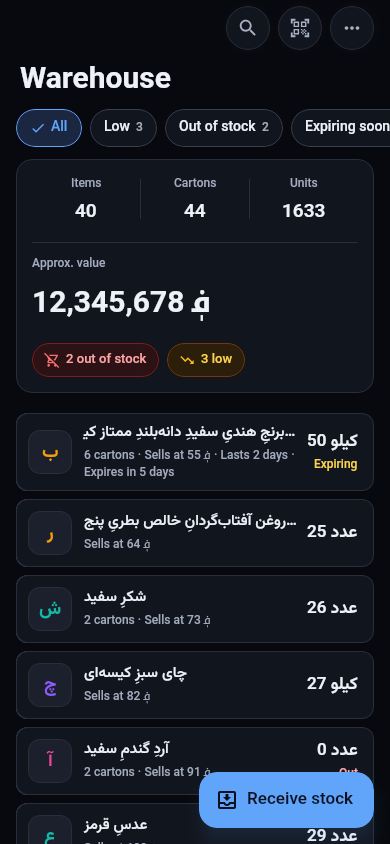 Warehouse
All
Low 3
Out of stock 2
Expiring soon
Items
Cartons
Units
40
44
1633
Approx. value
12,345,678 ؋
2 out of stock
3 low
ب
برنجِ هندیِ سفیدِ دانه‌بلندِ ممتاز کی…
50 کیلو
6 cartons · Sells at 55 ؋ · Lasts 2 days ·
Expires in 5 days
Expiring
ر
روغن آفتاب‌گردانِ خالص بطریِ پنج…
25 عدد
Sells at 64 ؋
ش
شکرِ سفید
26 عدد
2 cartons · Sells at 73 ؋
چ
چای سبزِ کیسه‌ای
27 کیلو
Sells at 82 ؋
آ
آردِ گندمِ سفید
0 عدد
2 cartons · Sells at 91 ؋
Receive stock
ع
عدسِ قرمز
29 عدد